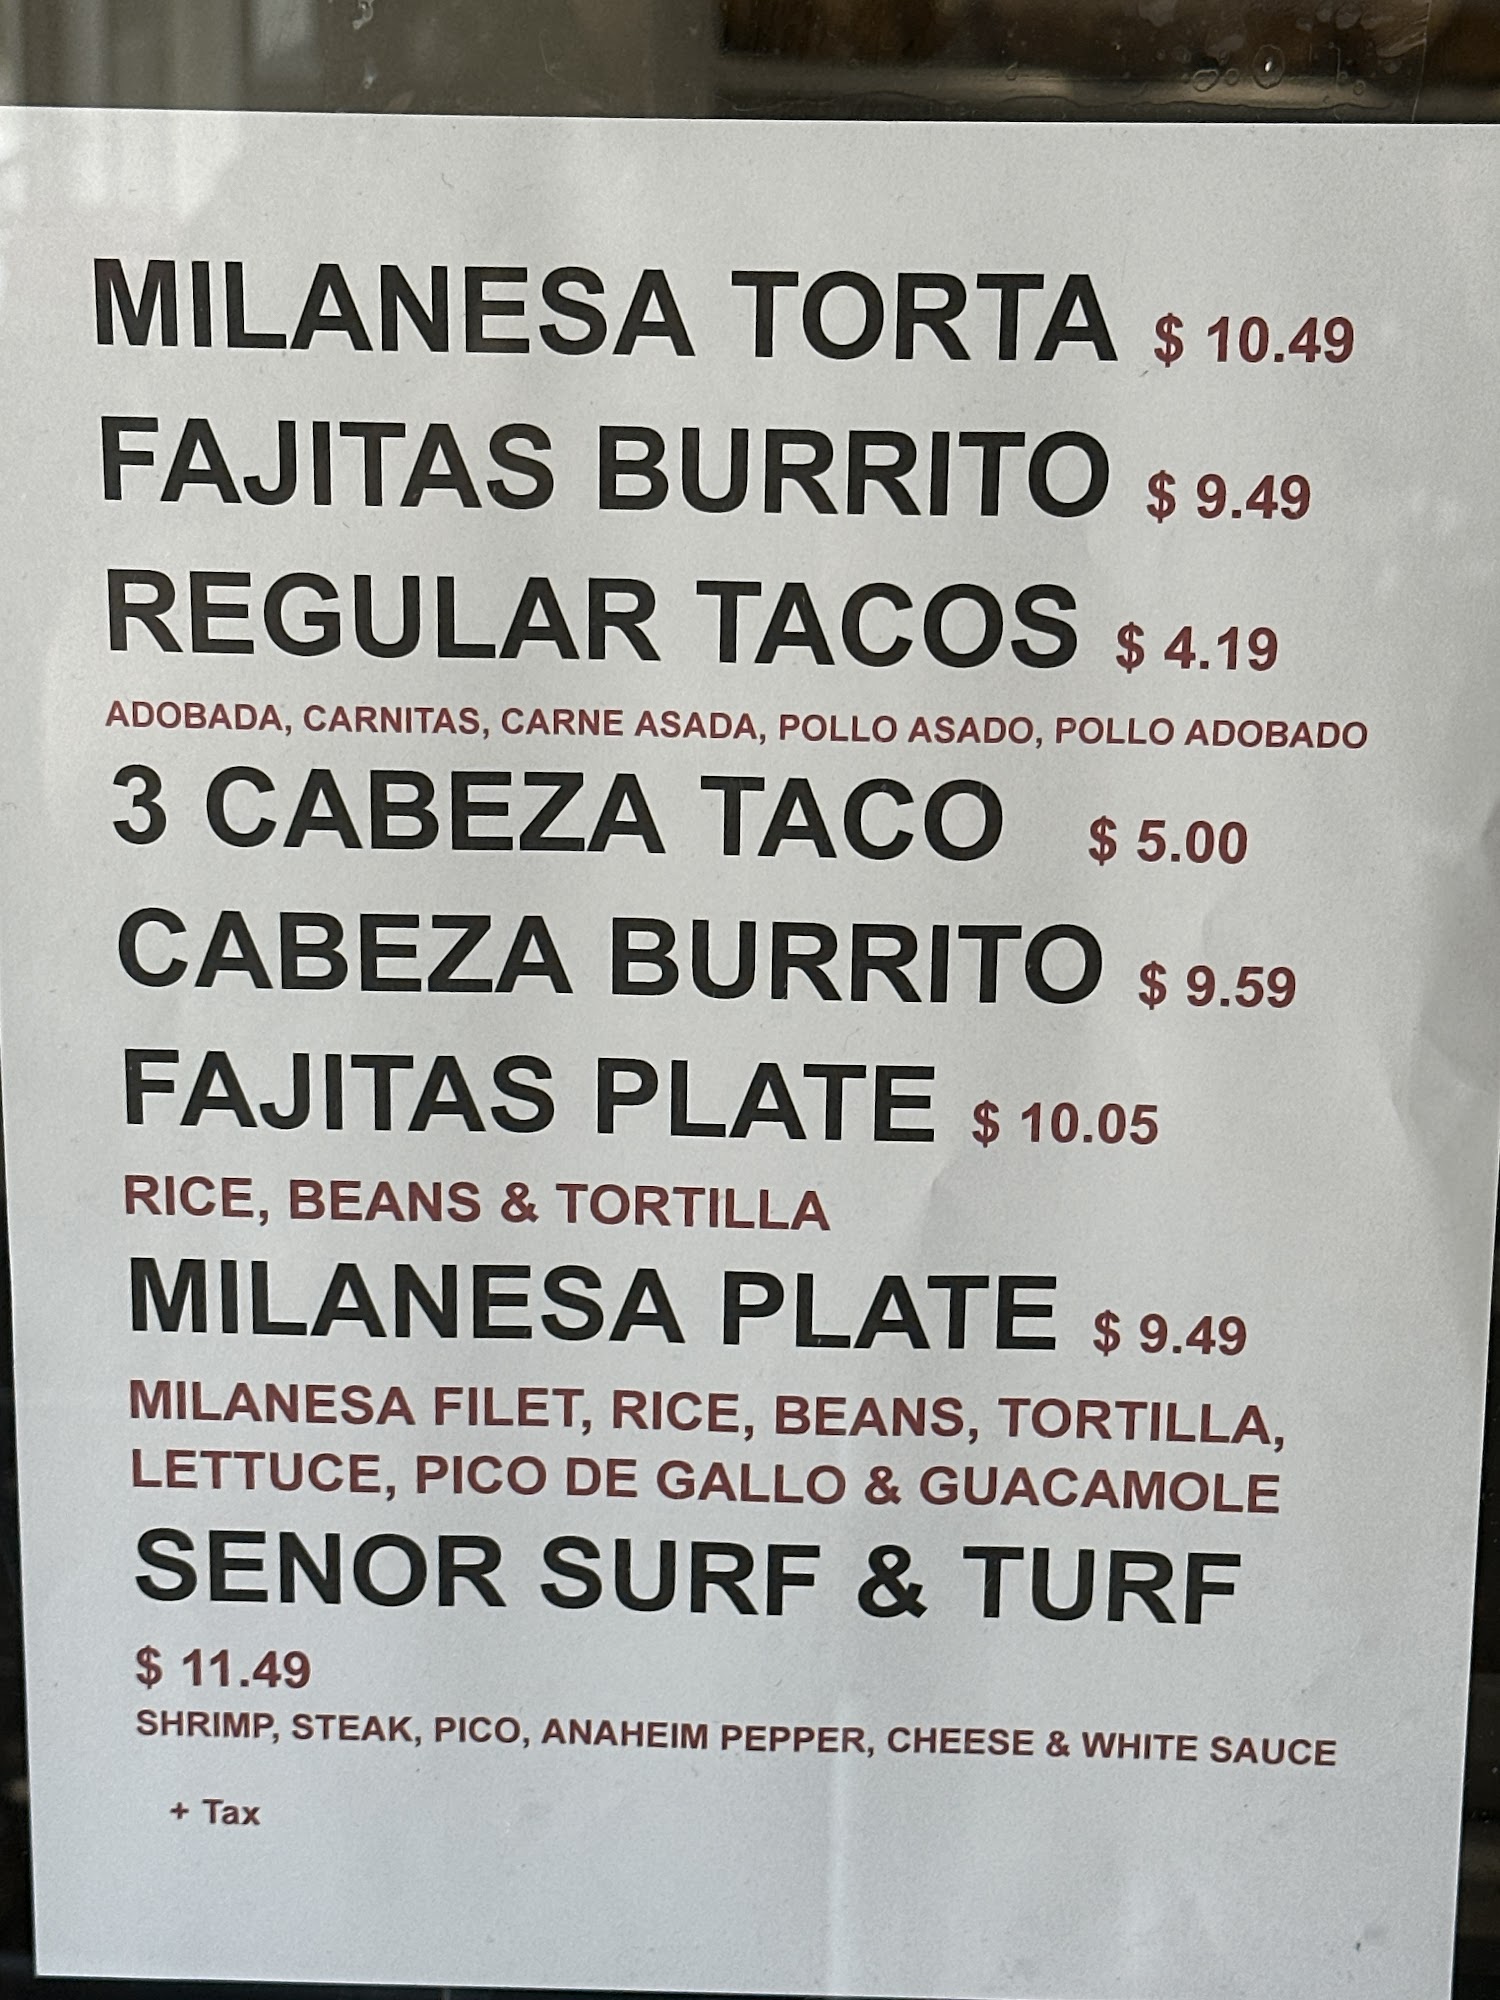 MILANESA TORTA $ 10.49
FAJITAS BURRITO $ 9.49
REGULAR TACOS $ 4.19
ADOBADA, CARNITAS, CARNE ASADA, POLLO ASADO, POLLO ADOBADO
3 CABEZA TACO $ 5.00
CABEZA BURRITO $ 9.59
FAJITAS PLATE $ 10.05
RICE, BEANS & TORTILLA
MILANESA PLATE $ 9.49
MILANESA FILET, RICE, BEANS, TORTILLA,
LETTUCE, PICO DE GALLO & GUACAMOLE
SENOR SURF & TURF
$ 11.49
SHRIMP, STEAK, PICO, ANAHEIM PEPPER, CHEESE & WHITE SAUCE
+ Tax